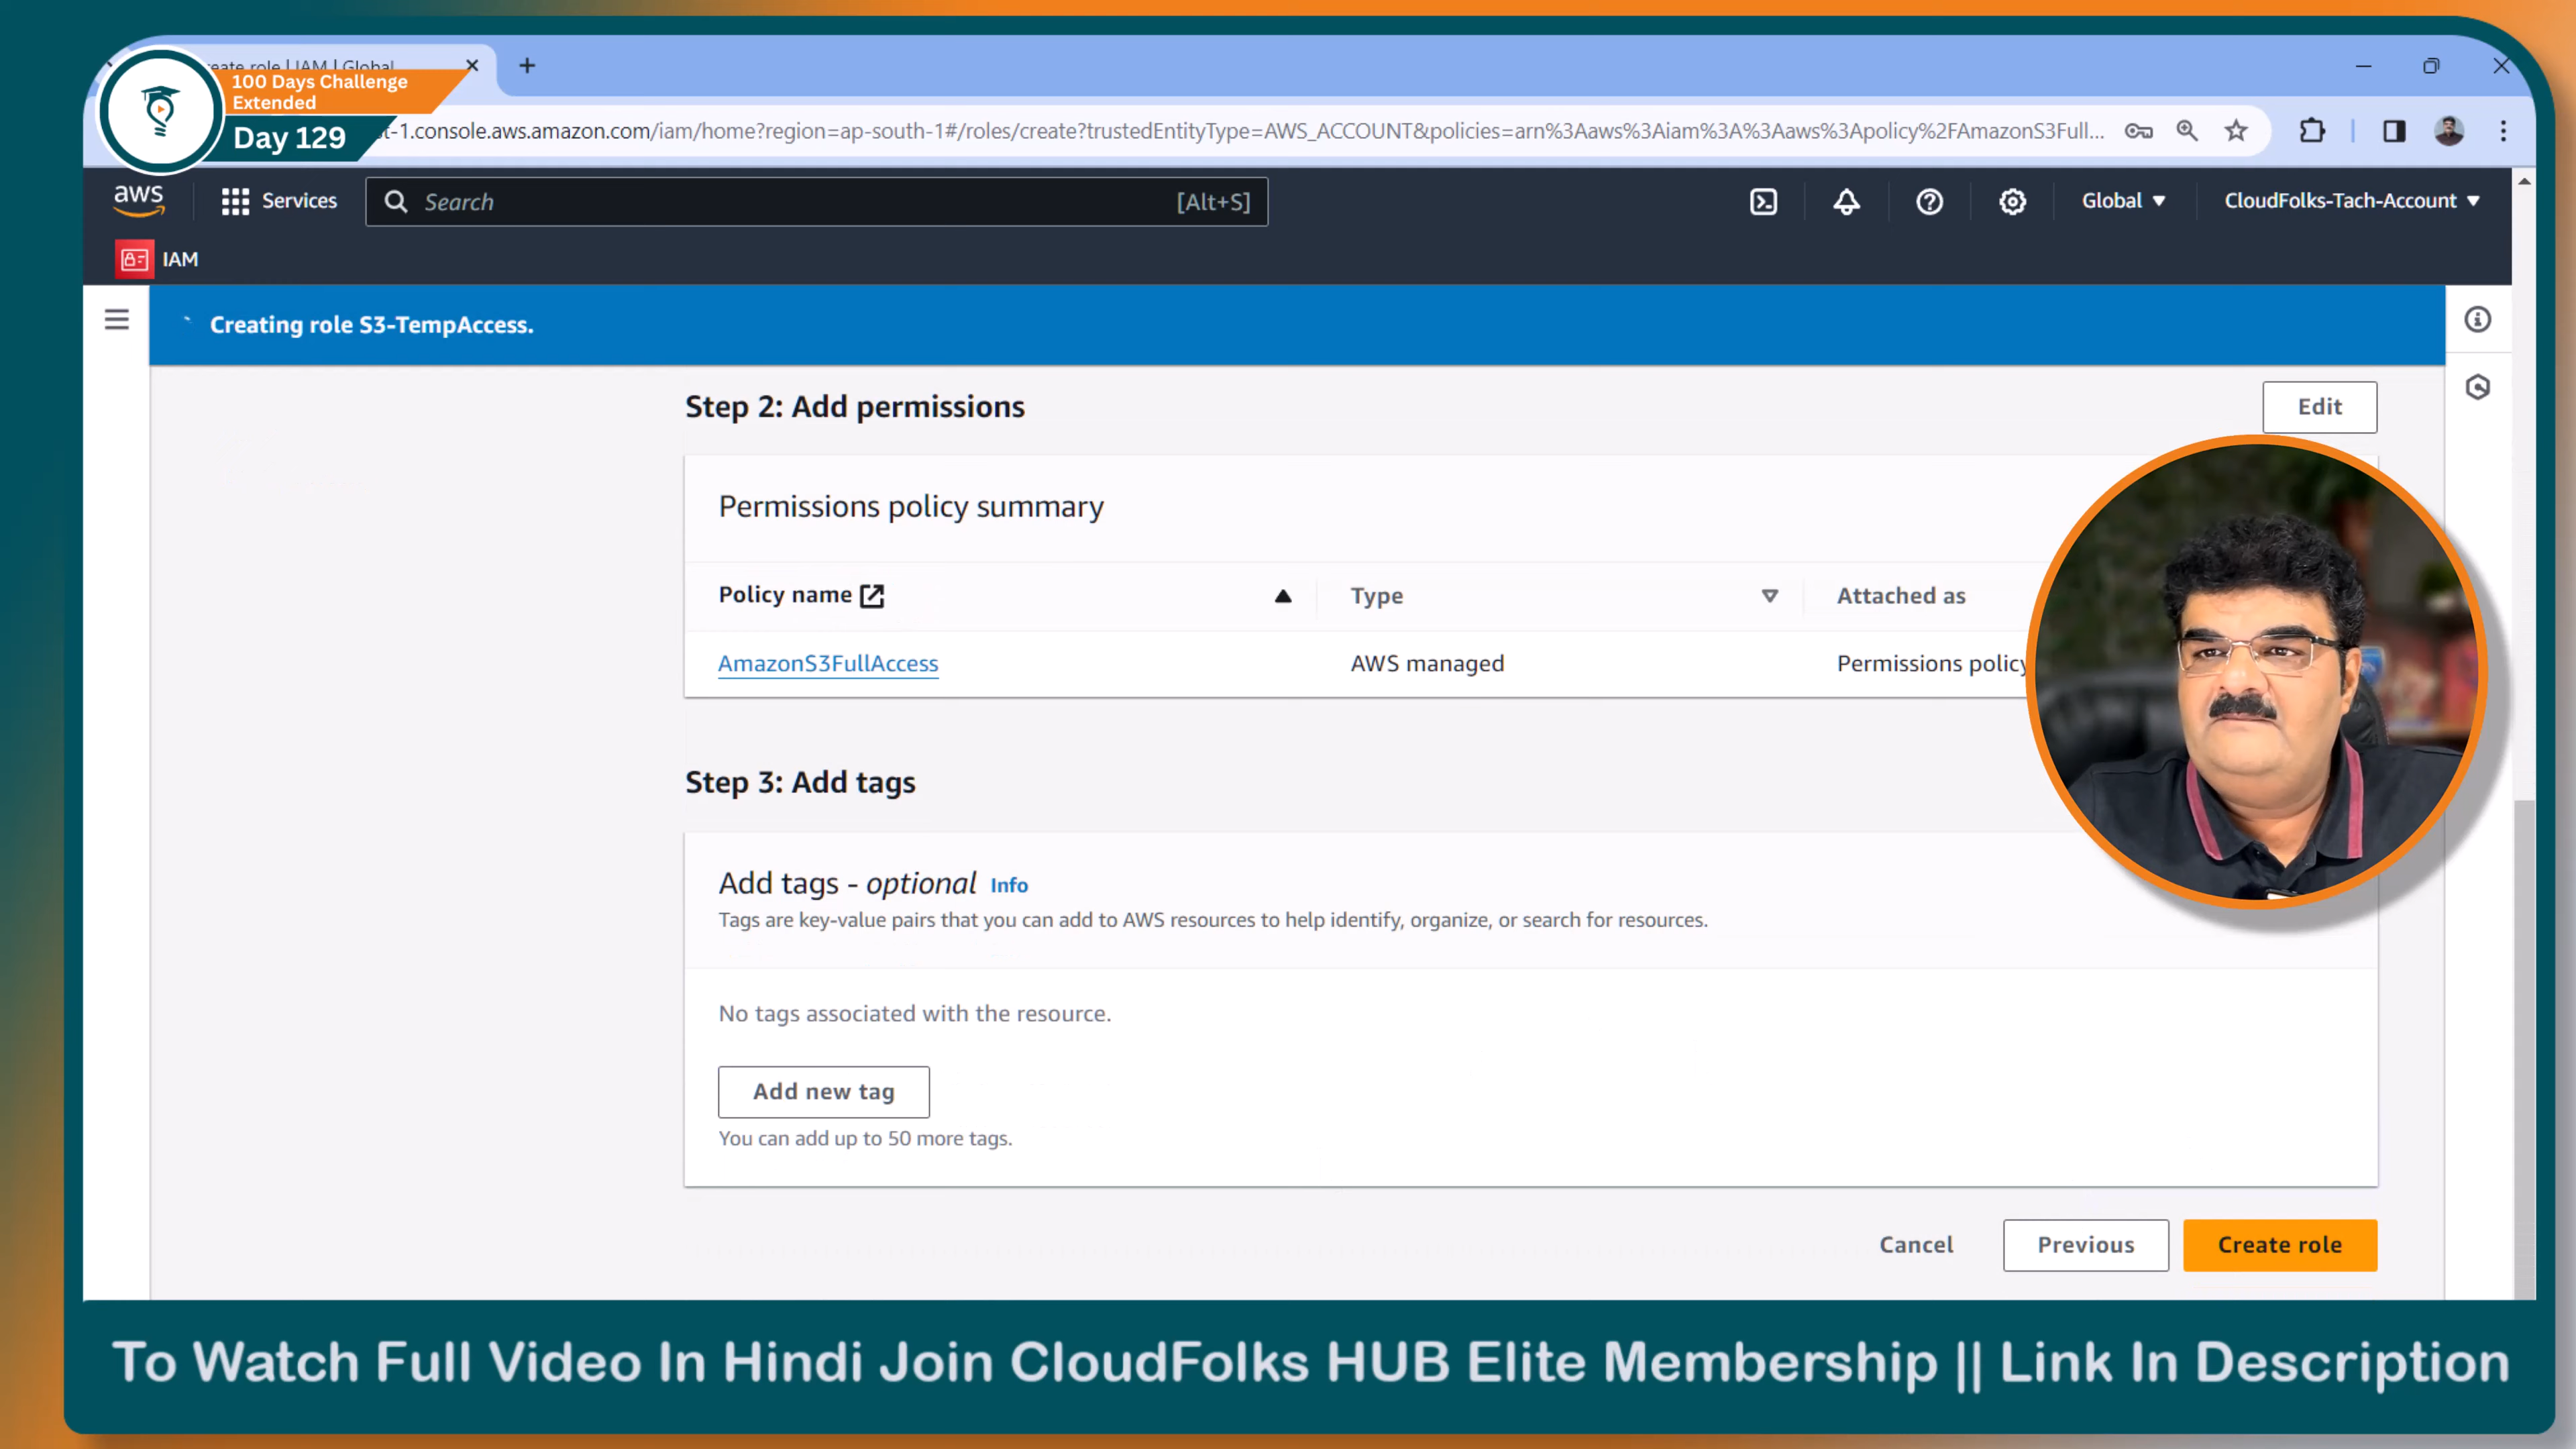 reate role | IAM | Global
100 Days Challenge
Extended
Day 129
st-1.console.aws.amazon.com/iam/home?region=ap-south-1#/roles/create?trustedEntityType=AWS_ACCOUNT&policies=arn%3Aaws%3Aiam%3A%3Aaws%3Apolicy%2FAmazonS3Full...
aws
Services
Search
[Alt+S]
Global
CloudFolks-Tach-Account
IAM
Creating role S3-TempAccess.
Step 2: Add permissions
Edit
Permissions policy summary
Policy name
Type
Attached as
AmazonS3FullAccess
AWS managed
Permissions policy
Step 3: Add tags
Add tags - optional Info
Tags are key-value pairs that you can add to AWS resources to help identify, organize, or search for resources.
No tags associated with the resource.
Add new tag
You can add up to 50 more tags.
Cancel
Previous
Create role
To Watch Full Video In Hindi Join CloudFolks HUB Elite Membership || Link In Description